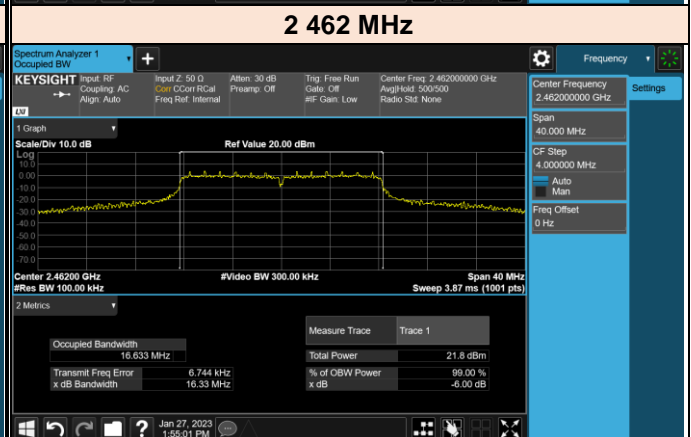 2 462 MHz
Spectrum Analyzer 1
Occupied BW
+
Frequency
KEYSIGHT
Input: RF
Coupling: AC
Align: Auto
Input Z: 50 Ω
Corr CCorr RCal
Freq Ref: Internal
Atten: 30 dB
Preamp: Off
Trig: Free Run
Gate: Off
#IF Gain: Low
Center Freq: 2.462000000 GHz
Avg|Hold: 500/500
Radio Std: None
LXI
Center Frequency
2.462000000 GHz
Settings
Span
40.000 MHz
CF Step
4.000000 MHz
Auto
Man
Freq Offset
0 Hz
1 Graph
Scale/Div 10.0 dB
Ref Value 20.00 dBm
Log
10.0
0.00
-10.0
-20.0
-30.0
-40.0
-50.0
-60.0
-70.0
Center 2.46200 GHz
#Video BW 300.00 kHz
Span 40 MHz
#Res BW 100.00 kHz
Sweep 3.87 ms (1001 pts)
2 Metrics
Measure Trace
Trace 1
Occupied Bandwidth
16.633 MHz
Total Power
21.8 dBm
Transmit Freq Error
6.744 kHz
% of OBW Power
99.00 %
x dB Bandwidth
16.33 MHz
x dB
-6.00 dB
?
Jan 27, 2023
1:55:01 PM